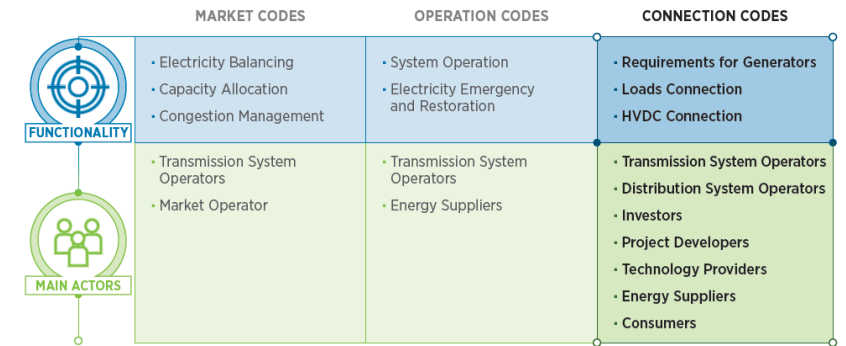 MARKET CODES
OPERATION CODES
CONNECTION CODES
FUNCTIONALITY
· Electricity Balancing
· Capacity Allocation
· Congestion Management
· System Operation
· Electricity Emergency
and Restoration
· Requirements for Generators
· Loads Connection
· HVDC Connection
MAIN ACTORS
· Transmission System
Operators
· Market Operator
· Transmission System
Operators
· Energy Suppliers
· Transmission System Operators
· Distribution System Operators
· Investors
· Project Developers
· Technology Providers
· Energy Suppliers
· Consumers